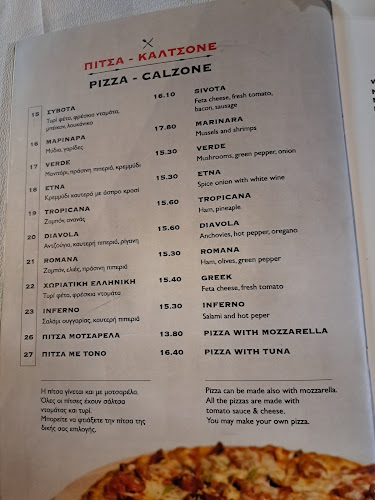 ΠΙΤΣΑ - ΚΑΛΤΣΟΝΕ
PIZZA - CALZONE
15 ΣΥΒΟΤΑ 16.10 SIVOTA
Τυρί φέτα, φρέσκια ντομάτα, Feta cheese, fresh tomato,
μπέικον, λουκάνικο bacon, sausage
16 ΜΑΡΙΝΑΡΑ 17.80 MARINARA
Μύδια, γαρίδες Mussels and shrimps
17 VERDE 15.30 VERDE
Μανιτάρι, πράσινη πιπεριά, κρεμμύδι Mushrooms, green pepper, onion
18 ΕΤΝΑ 15.30 ETNA
Κρεμμύδι καυτερό με άσπρο κρασί Spice onion with white wine
19 TROPICANA 15.60 TROPICANA
Ζαμπόν, ανανάς Ham, pineaple
20 DIAVOLA 15.60 DIAVOLA
Αντζούγια, καυτερή πιπεριά, ρίγανη Anchovies, hot pepper, oregano
21 ROMANA 15.30 ROMANA
Ζαμπόν, ελιές, πράσινη πιπεριά Ham, olives, green pepper
22 ΧΩΡΙΑΤΙΚΗ ΕΛΛΗΝΙΚΗ 15.40 GREEK
Τυρί φέτα, φρέσκια ντομάτα Feta cheese, fresh tomato
23 INFERNO 15.30 INFERNO
Σαλάμι ουγγαρίας, καυτερή πιπεριά Salami and hot peper
26 ΠΙΤΣΑ ΜΟΤΣΑΡΕΛΑ 13.80 PIZZA WITH MOZZARELLA
27 ΠΙΤΣΑ ΜΕ ΤΟΝΟ 16.40 PIZZA WITH TUNA
Η πίτσα γίνεται και με μοτσαρέλα.
Όλες οι πίτσες έχουν σάλτσα
ντομάτας και τυρί.
Μπορείτε να φτιάξετε την πίτσα της
δικής σας επιλογής.
Pizza can be made also with mozzarella.
All the pizzas are made with
tomato sauce & cheese.
You may make your own pizza.